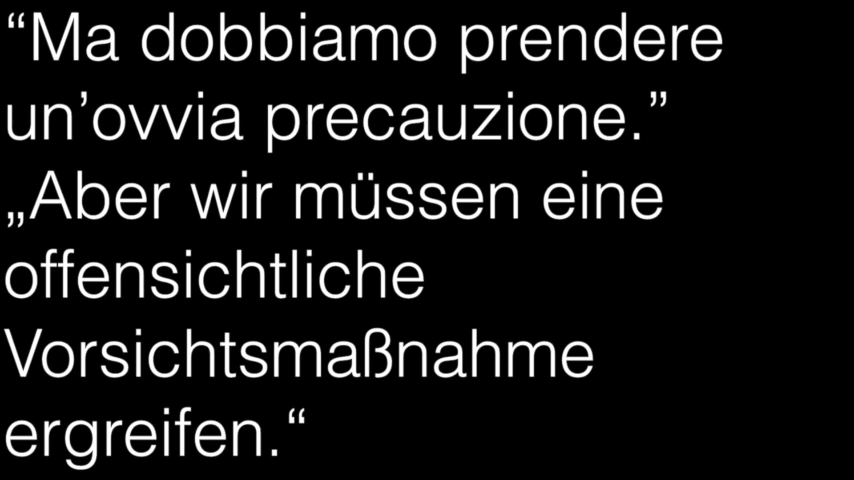 “Ma dobbiamo prendere
un’ovvia precauzione.”
„Aber wir müssen eine
offensichtliche
Vorsichtsmaßnahme
ergreifen.“